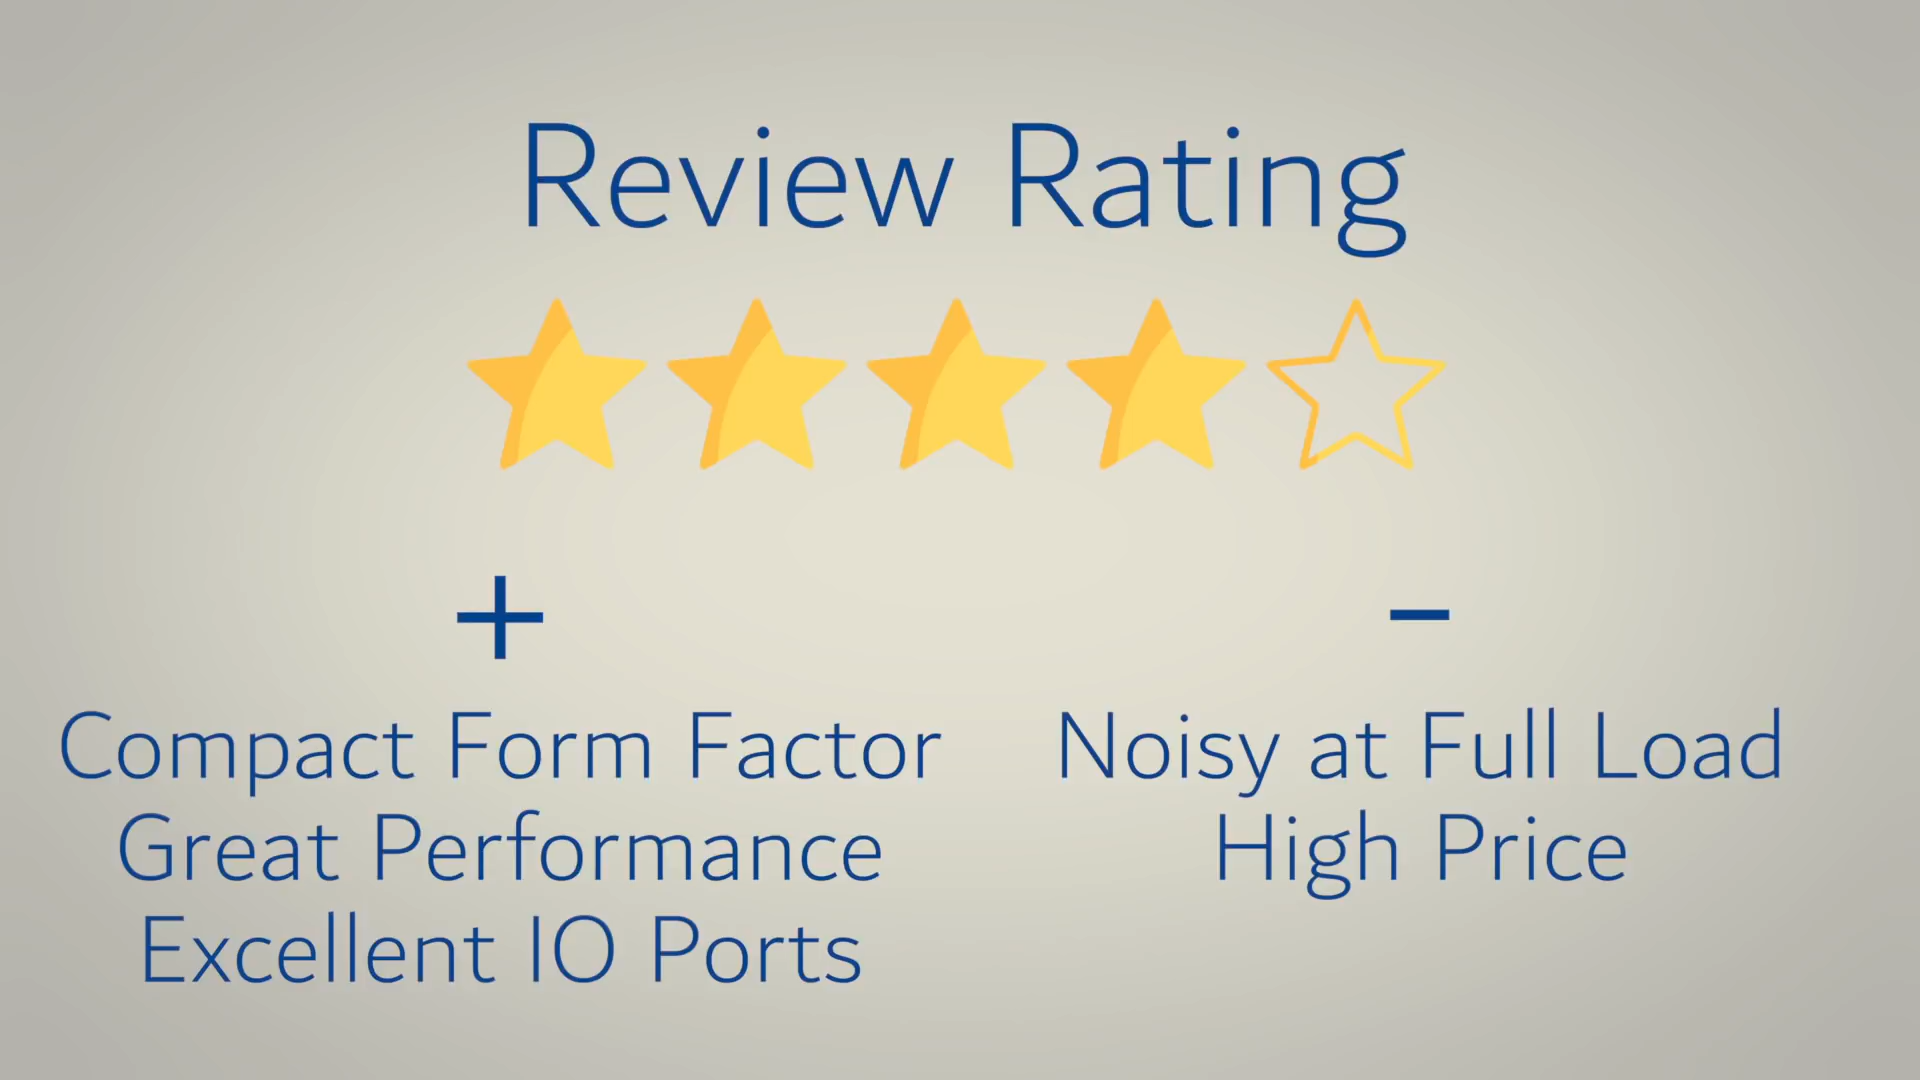 Review Rating
+
-
Compact Form Factor
Noisy at Full Load
Great Performance
High Price
Excellent IO Ports